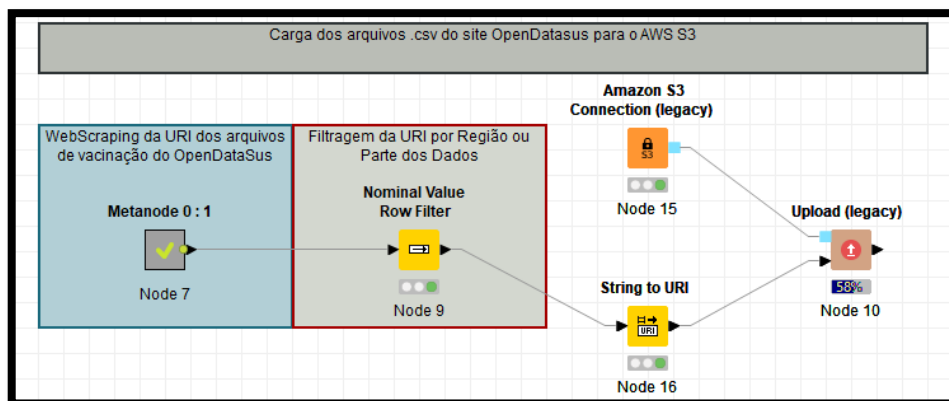 Carga dos arquivos .csv do site OpenDatasus para o AWS S3
Amazon S3
Connection (legacy)
S3
Node 15
WebScraping da URI dos arquivos
de vacinação do OpenDataSus
Filtragem da URI por Região ou
Parte dos Dados
Metanode 0 : 1
Node 7
Nominal Value
Row Filter
Node 9
Upload (legacy)
58%
Node 10
String to URI
URI
Node 16